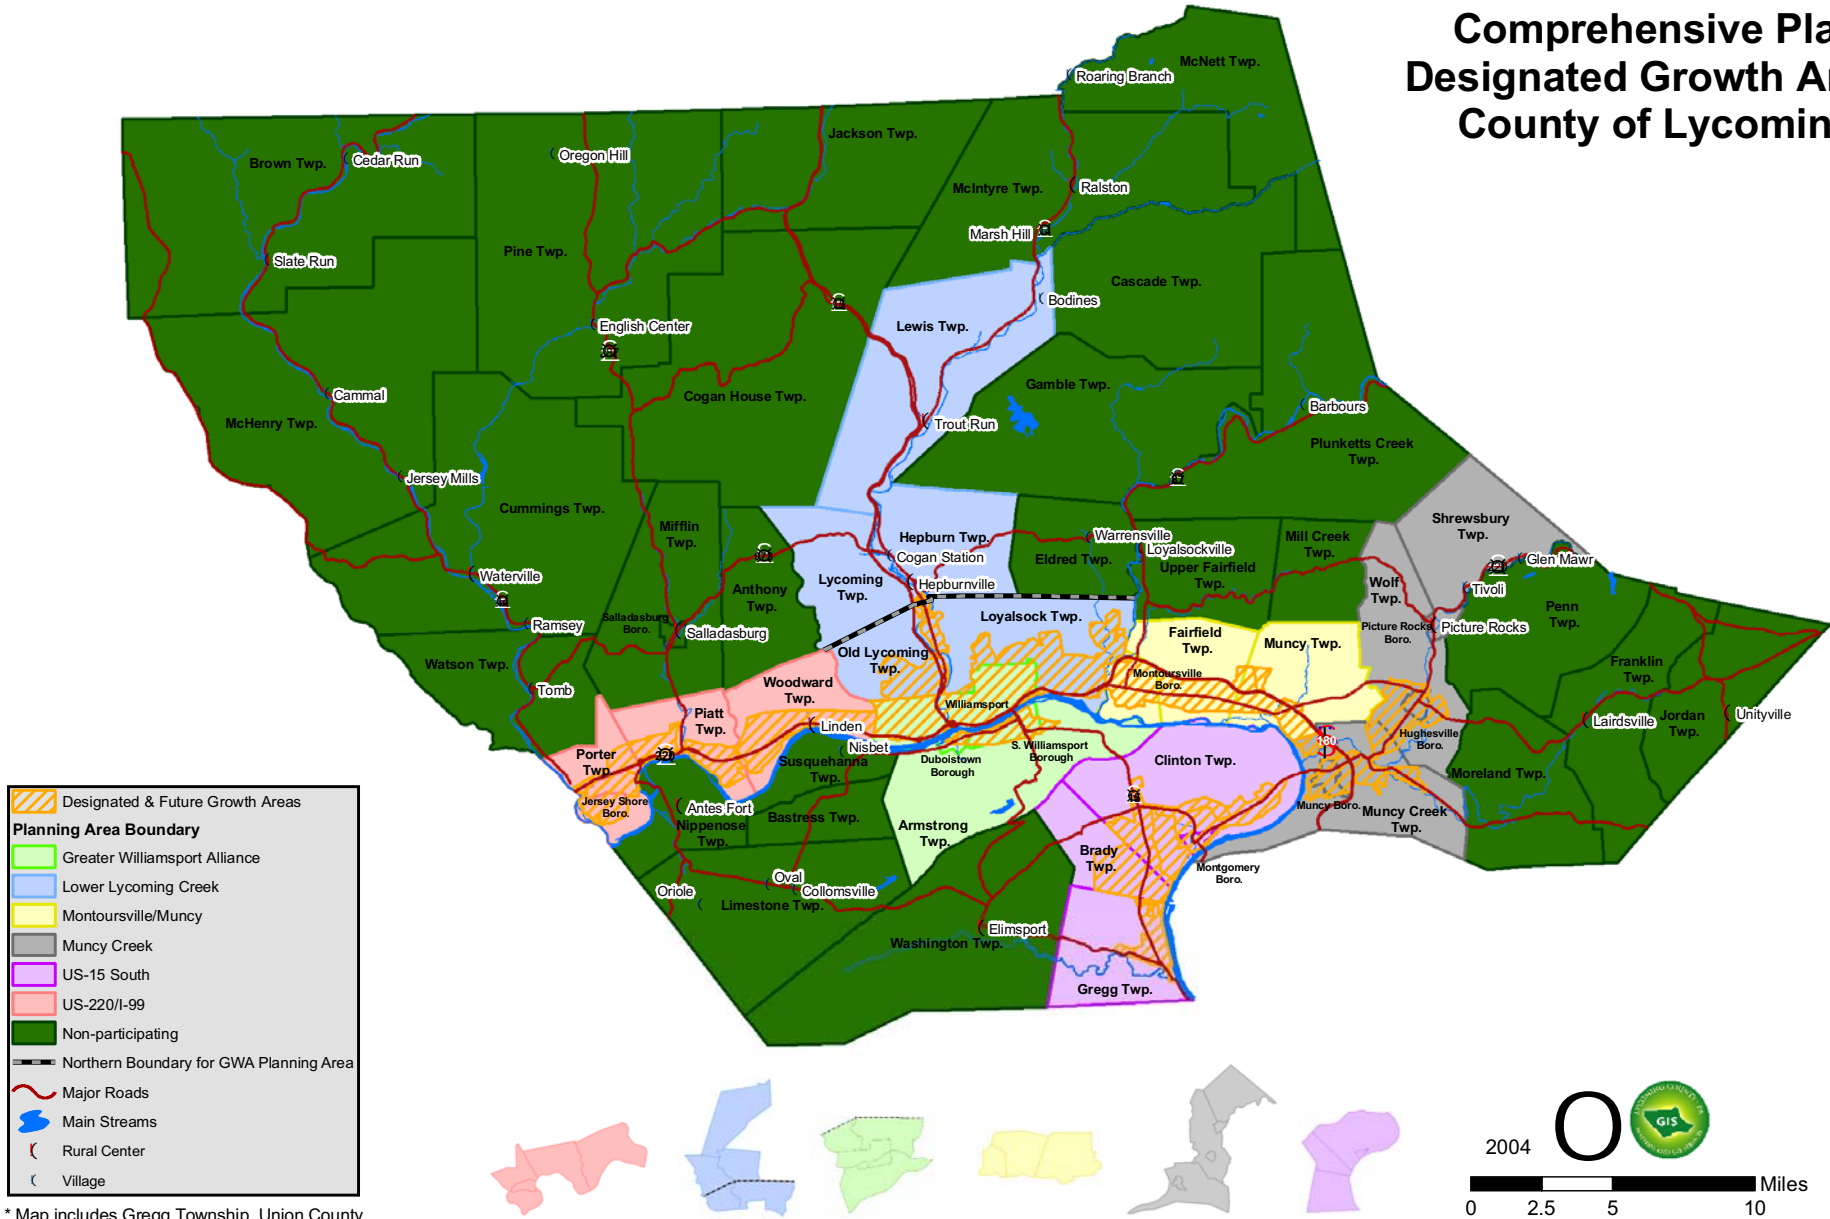 Comprehensive Pla
Designated Growth Ar
County of Lycomin
McNett Twp.
Roaring Branch
Jackson Twp.
Brown Twp.
Cedar Run
Oregon Hill
McIntyre Twp.
Ralston
Marsh Hill
Pine Twp.
Slate Run
Cascade Twp.
Bodines
English Center
Lewis Twp.
Cammal
Cogan House Twp.
Gamble Twp.
Barbours
McHenry Twp.
Trout Run
Plunketts Creek
Twp.
Jersey Mills
Cummings Twp.
Mifflin
Twp.
Shrewsbury
Twp.
Hepburn Twp.
Cogan Station
Warrensville
Loyalsockville
Eldred Twp.
Upper Fairfield
Twp.
Mill Creek
Twp.
Glen Mawr
Waterville
Lycoming
Twp.
Hepburnville
Anthony
Twp.
Wolf
Twp.
Tivoli
Penn
Twp.
Ramsey
Salladasburg
Boro.
Salladasburg
Loyalsock Twp.
Picture Rocks
Boro.
Picture Rocks
Fairfield
Twp.
Muncy Twp.
Watson Twp.
Old Lycoming
Twp.
Franklin
Twp.
Tomb
Woodward
Twp.
Montoursville
Boro.
Williamsport
Piatt
Twp.
Linden
Lairdsville
Jordan
Twp.
Unityville
Nisbet
S. Williamsport
Borough
Hughesville
Boro.
180
Porter
Twp.
220
Susquehanna
Twp.
Duboistown
Borough
Clinton Twp.
Moreland Twp.
Jersey Shore
Boro.
Antes Fort
Nippenose
Twp.
Bastress Twp.
15
Muncy Boro.
Muncy Creek
Twp.
Armstrong
Twp.
Brady
Twp.
Montgomery
Boro.
Oval
Oriole
Collomsville
Limestone Twp.
Elimsport
Washington Twp.
Gregg Twp.
Designated & Future Growth Areas
Planning Area Boundary
Greater Williamsport Alliance
Lower Lycoming Creek
Montoursville/Muncy
Muncy Creek
US-15 South
US-220/I-99
Non-participating
Northern Boundary for GWA Planning Area
Major Roads
Main Streams
Rural Center
Village
* Map includes Gregg Township, Union County
2004
O
GIS
Miles
0 2.5 5 10